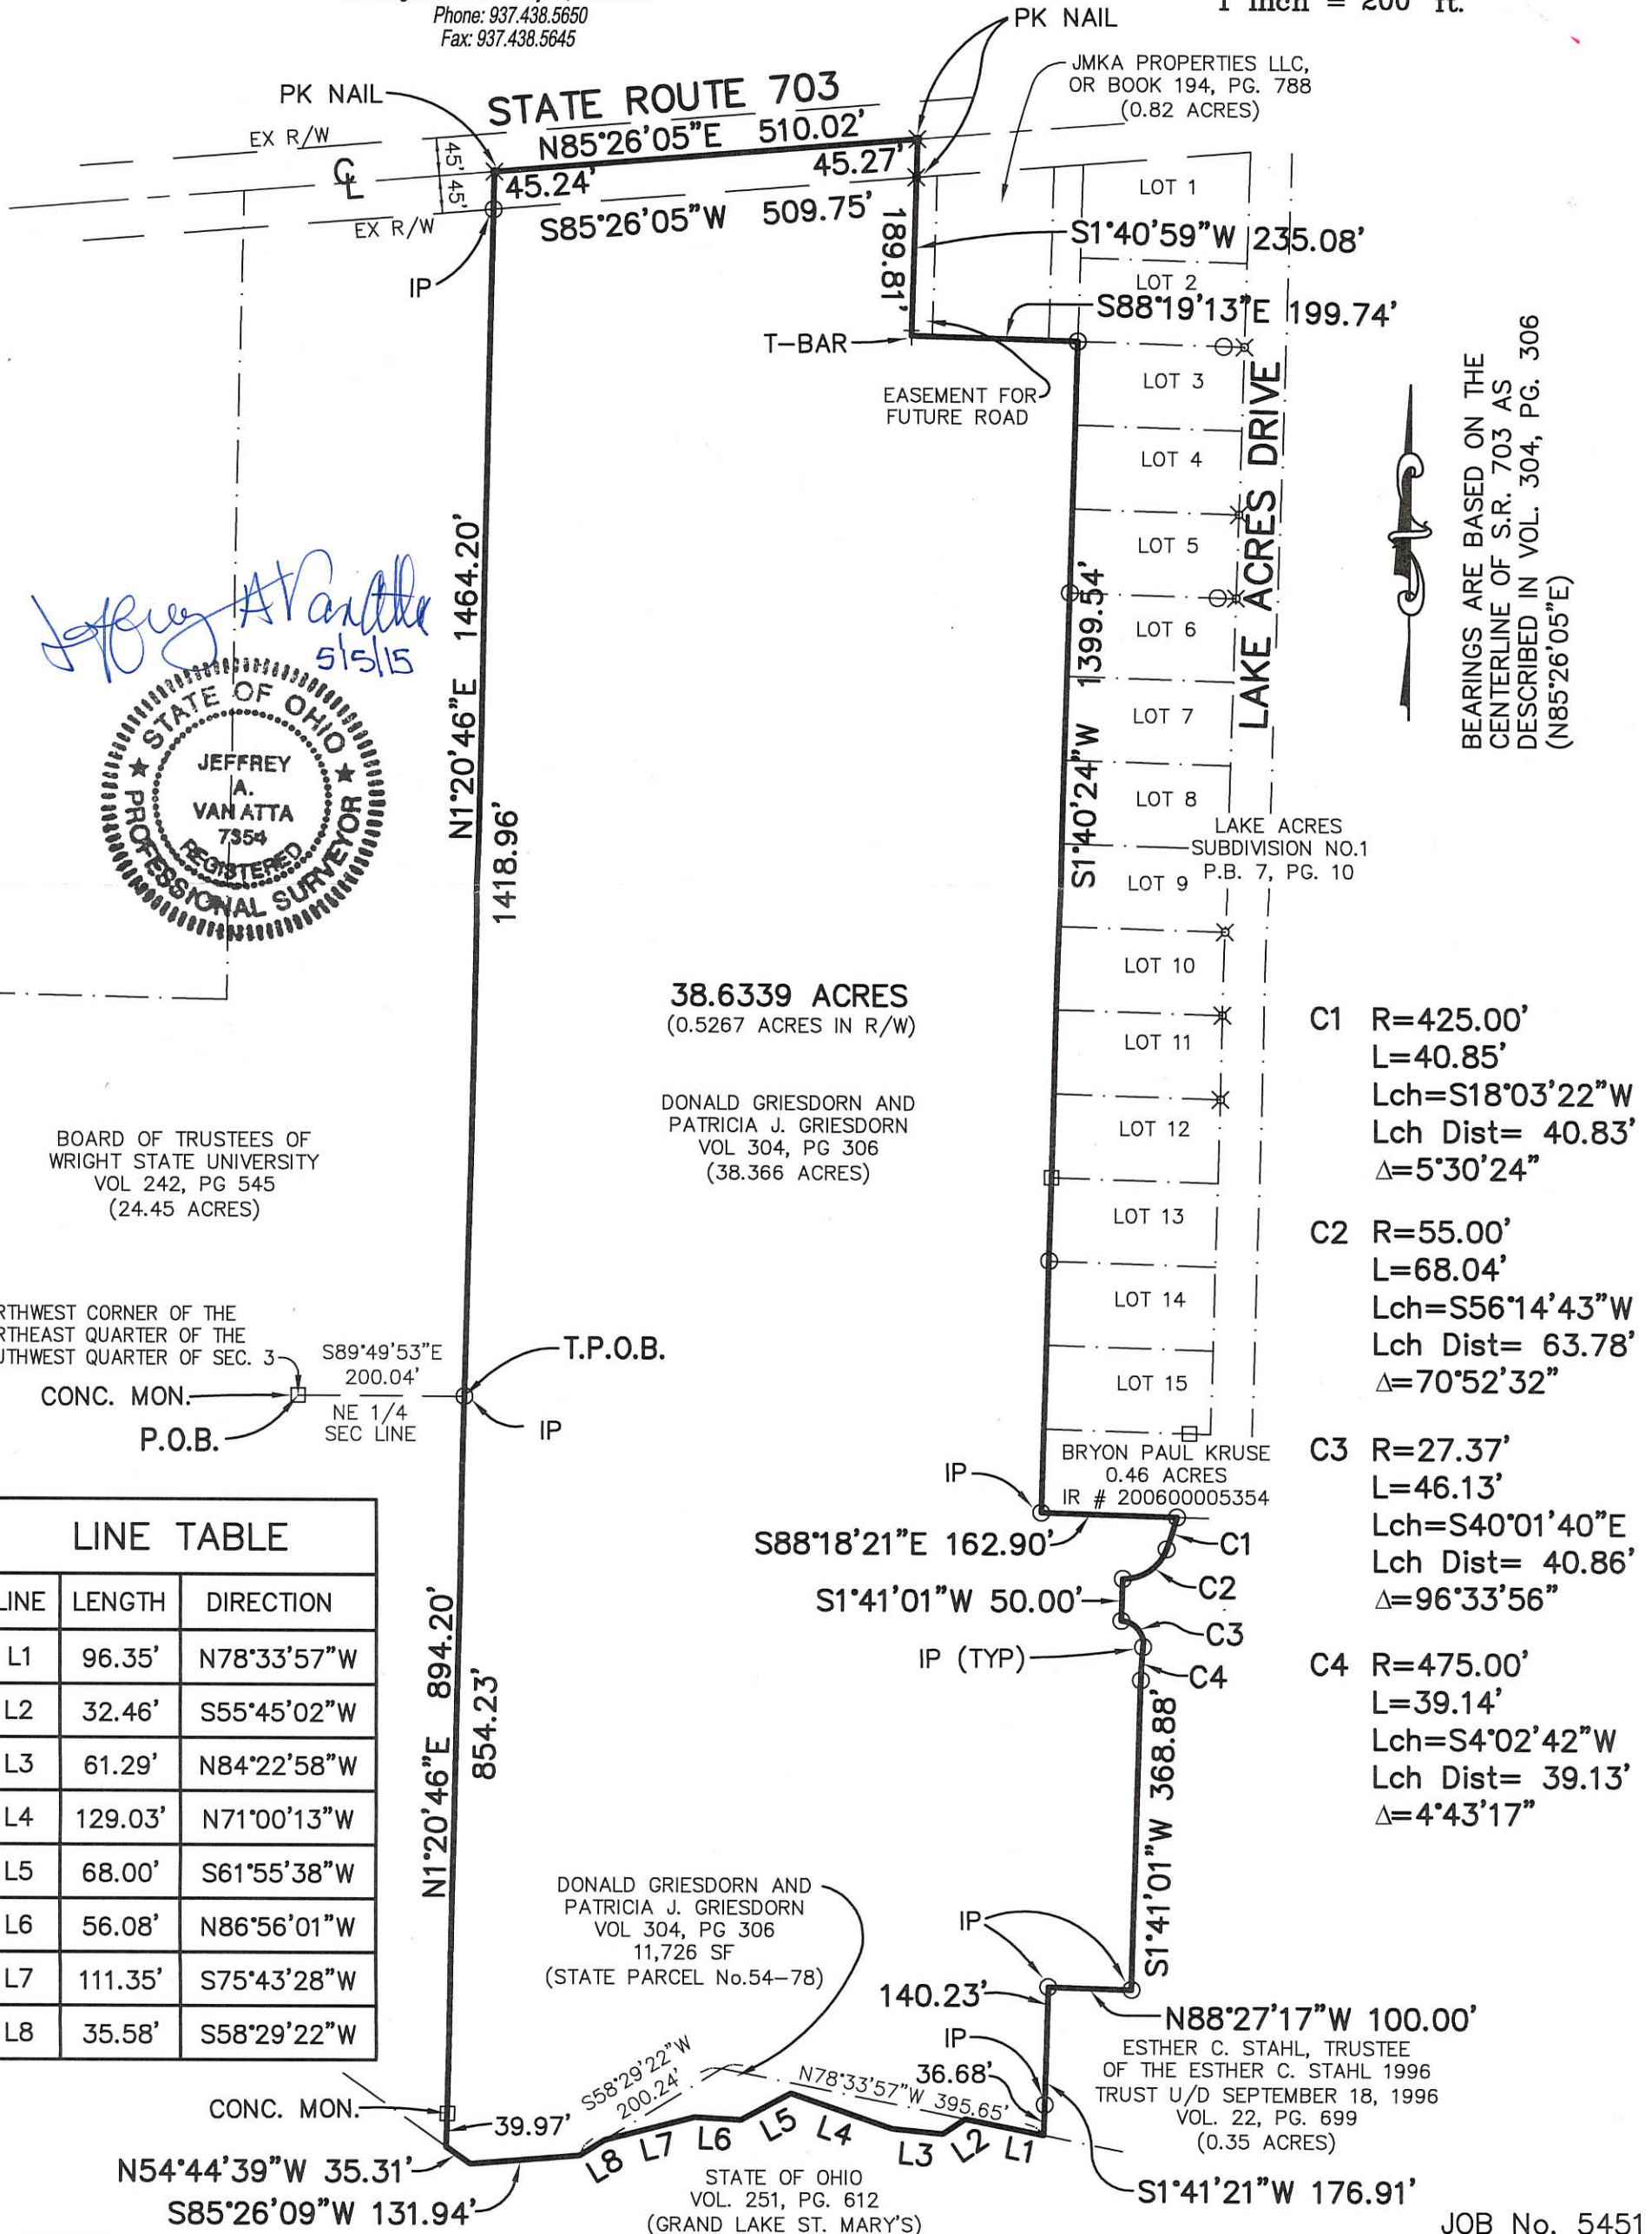 Phone: 937.438.5650
Fax: 937.438.5645
1 inch = 200 ft.
PK NAIL
PK NAIL
STATE ROUTE 703
N85°26'05"E 510.02'
JMKA PROPERTIES LLC,
OR BOOK 194, PG. 788
(0.82 ACRES)
EX R/W
45'
45'
CL
EX R/W
45.24'
45.27'
S85°26'05"W 509.75'
IP
189.81'
LOT 1
S1°40'59"W 235.08'
LOT 2
S88°19'13"E 199.74'
T-BAR
EASEMENT FOR
FUTURE ROAD
LOT 3
LOT 4
LOT 5
LOT 6
LOT 7
LOT 8
LOT 9
LOT 10
LOT 11
LOT 12
LOT 13
LOT 14
LOT 15
LAKE ACRES DRIVE
BEARINGS ARE BASED ON THE
CENTERLINE OF S.R. 703 AS
DESCRIBED IN VOL. 304, PG. 306
(N85°26'05"E)
N1°20'46"E 1464.20'
1418.96'
S1°40'24"W 1399.54'
Jeffrey A Van Atta
5/5/15
STATE OF OHIO
JEFFREY
A.
VAN ATTA
7354
REGISTERED
PROFESSIONAL SURVEYOR
LAKE ACRES
SUBDIVISION NO.1
P.B. 7, PG. 10
38.6339 ACRES
(0.5267 ACRES IN R/W)
DONALD GRIESDORN AND
PATRICIA J. GRIESDORN
VOL 304, PG 306
(38.366 ACRES)
BOARD OF TRUSTEES OF
WRIGHT STATE UNIVERSITY
VOL 242, PG 545
(24.45 ACRES)
C1 R=425.00'
L=40.85'
Lch=S18°03'22"W
Lch Dist= 40.83'
Δ=5°30'24"
C2 R=55.00'
L=68.04'
Lch=S56°14'43"W
Lch Dist= 63.78'
Δ=70°52'32"
C3 R=27.37'
L=46.13'
Lch=S40°01'40"E
Lch Dist= 40.86'
Δ=96°33'56"
C4 R=475.00'
L=39.14'
Lch=S4°02'42"W
Lch Dist= 39.13'
Δ=4°43'17"
RTHWEST CORNER OF THE
RTHEAST QUARTER OF THE
UTHWEST QUARTER OF SEC. 3
CONC. MON.
P.O.B.
S89°49'53"E
200.04'
NE 1/4
SEC LINE
T.P.O.B.
IP
IP
BRYON PAUL KRUSE
0.46 ACRES
IR # 200600005354
S88°18'21"E 162.90'
C1
C2
S1°41'01"W 50.00'
C3
IP (TYP)
C4
LINE TABLE
LINE LENGTH DIRECTION
L1 96.35' N78°33'57"W
L2 32.46' S55°45'02"W
L3 61.29' N84°22'58"W
L4 129.03' N71°00'13"W
L5 68.00' S61°55'38"W
L6 56.08' N86°56'01"W
L7 111.35' S75°43'28"W
L8 35.58' S58°29'22"W
N1°20'46"E 894.20'
854.23'
S1°41'01"W 368.88'
DONALD GRIESDORN AND
PATRICIA J. GRIESDORN
VOL 304, PG 306
11,726 SF
(STATE PARCEL No.54-78)
IP
140.23'
N88°27'17"W 100.00'
IP
36.68'
ESTHER C. STAHL, TRUSTEE
OF THE ESTHER C. STAHL 1996
TRUST U/D SEPTEMBER 18, 1996
VOL. 22, PG. 699
(0.35 ACRES)
S58°29'22"W
200.24'
N78°33'57"W 395.65'
CONC. MON.
39.97'
L8
L7
L6
L5
L4
L3
L2
L1
N54°44'39"W 35.31'
S85°26'09"W 131.94'
S1°41'21"W 176.91'
STATE OF OHIO
VOL. 251, PG. 612
(GRAND LAKE ST. MARY'S)
JOB No. 5451